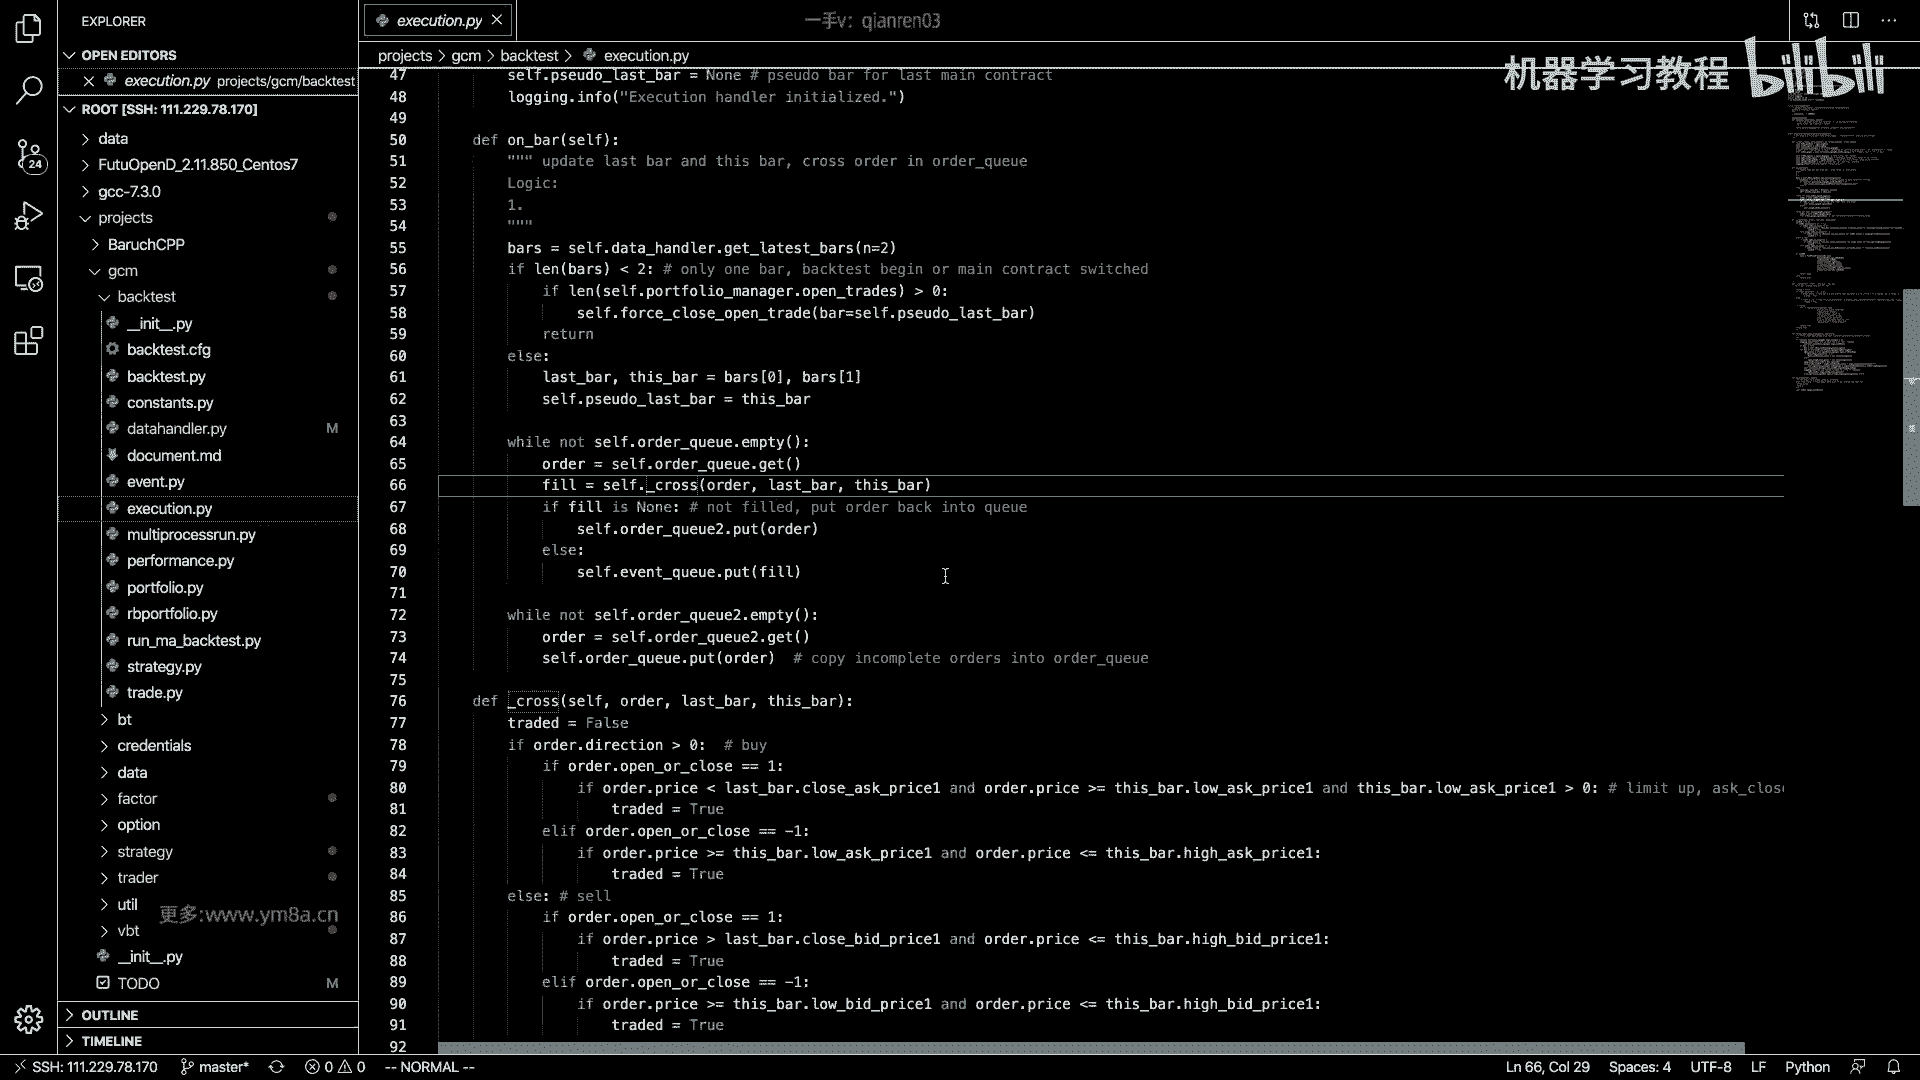 EXPLORER
OPEN EDITORS
execution.py projects/gcm/backtest
ROOT [SSH: 111.229.78.170]
data
FutuOpenD_2.11.850_Centos7
gcc-7.3.0
projects
BaruchCPP
gcm
backtest
__init__.py
backtest.cfg
backtest.py
constants.py
datahandler.py M
document.md
event.py
execution.py
multiprocessrun.py
performance.py
portfolio.py
rbportfolio.py
run_ma_backtest.py
strategy.py
trade.py
bt
credentials
data
factor
option
strategy
trader
util
vbt
__init__.py
TODO M
OUTLINE
TIMELINE
24
更多:www.ym8a.cn
execution.py
一手v: qianren03
projects > gcm > backtest > execution.py
机器学习教程 bilibili
47 self.pseudo_last_bar = None # pseudo bar for last main contract
48 logging.info("Execution handler initialized.")
49
50 def on_bar(self):
51 """ update last bar and this bar, cross order in order_queue
52 Logic:
53 1.
54 """
55 bars = self.data_handler.get_latest_bars(n=2)
56 if len(bars) < 2: # only one bar, backtest begin or main contract switched
57 if len(self.portfolio_manager.open_trades) > 0:
58 self.force_close_open_trade(bar=self.pseudo_last_bar)
59 return
60 else:
61 last_bar, this_bar = bars[0], bars[1]
62 self.pseudo_last_bar = this_bar
63
64 while not self.order_queue.empty():
65 order = self.order_queue.get()
66 fill = self._cross(order, last_bar, this_bar)
67 if fill is None: # not filled, put order back into queue
68 self.order_queue2.put(order)
69 else:
70 self.event_queue.put(fill)
71
72 while not self.order_queue2.empty():
73 order = self.order_queue2.get()
74 self.order_queue.put(order) # copy incomplete orders into order_queue
75
76 def _cross(self, order, last_bar, this_bar):
77 traded = False
78 if order.direction > 0: # buy
79 if order.open_or_close == 1:
80 if order.price < last_bar.close_ask_price1 and order.price >= this_bar.low_ask_price1 and this_bar.low_ask_price1 > 0: # limit up, ask_clos
81 traded = True
82 elif order.open_or_close == -1:
83 if order.price >= this_bar.low_ask_price1 and order.price <= this_bar.high_ask_price1:
84 traded = True
85 else: # sell
86 if order.open_or_close == 1:
87 if order.price > last_bar.close_bid_price1 and order.price <= this_bar.high_bid_price1:
88 traded = True
89 elif order.open_or_close == -1:
90 if order.price >= this_bar.low_bid_price1 and order.price <= this_bar.high_bid_price1:
91 traded = True
92
SSH: 111.229.78.170 master* 0 0 -- NORMAL -- Ln 66, Col 29 Spaces: 4 UTF-8 LF Python